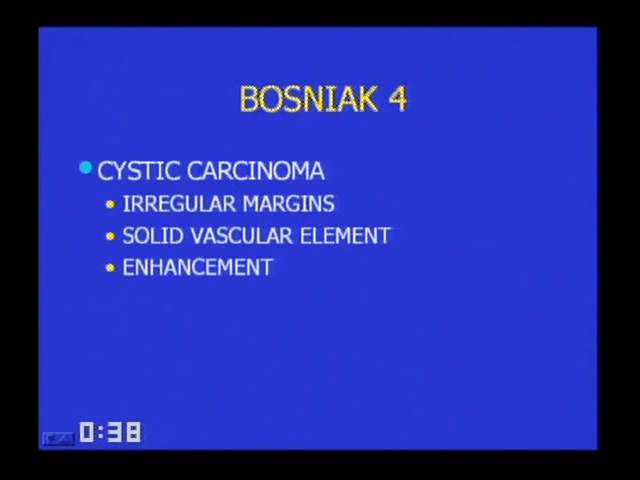 BOSNIAK 4
CYSTIC CARCINOMA
IRREGULAR MARGINS
SOLID VASCULAR ELEMENT
ENHANCEMENT
0:38